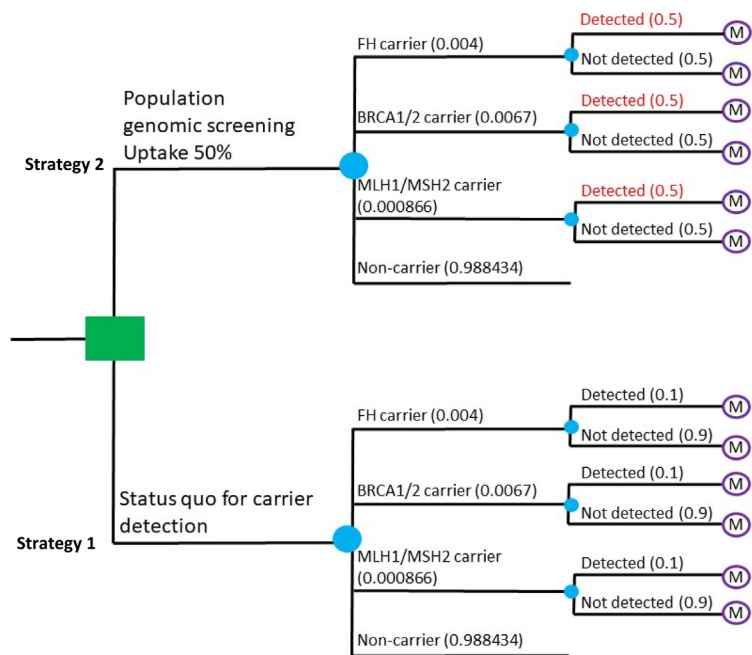 Detected (0.5)
M
FH carrier (0.004)
Not detected (0.5)
M
Population
genomic screening
Uptake 50%
Detected (0.5)
M
BRCA1/2 carrier (0.0067)
Not detected (0.5)
M
Strategy 2
MLH1/MSH2 carrier
(0.000866)
Detected (0.5)
M
Not detected (0.5)
M
Non-carrier (0.988434)
Detected (0.1)
M
FH carrier (0.004)
Not detected (0.9)
M
Detected (0.1)
M
BRCA1/2 carrier (0.0067)
Not detected (0.9)
M
Status quo for carrier
detection
Strategy 1
MLH1/MSH2 carrier
(0.000866)
Detected (0.1)
M
Not detected (0.9)
M
Non-carrier (0.988434)